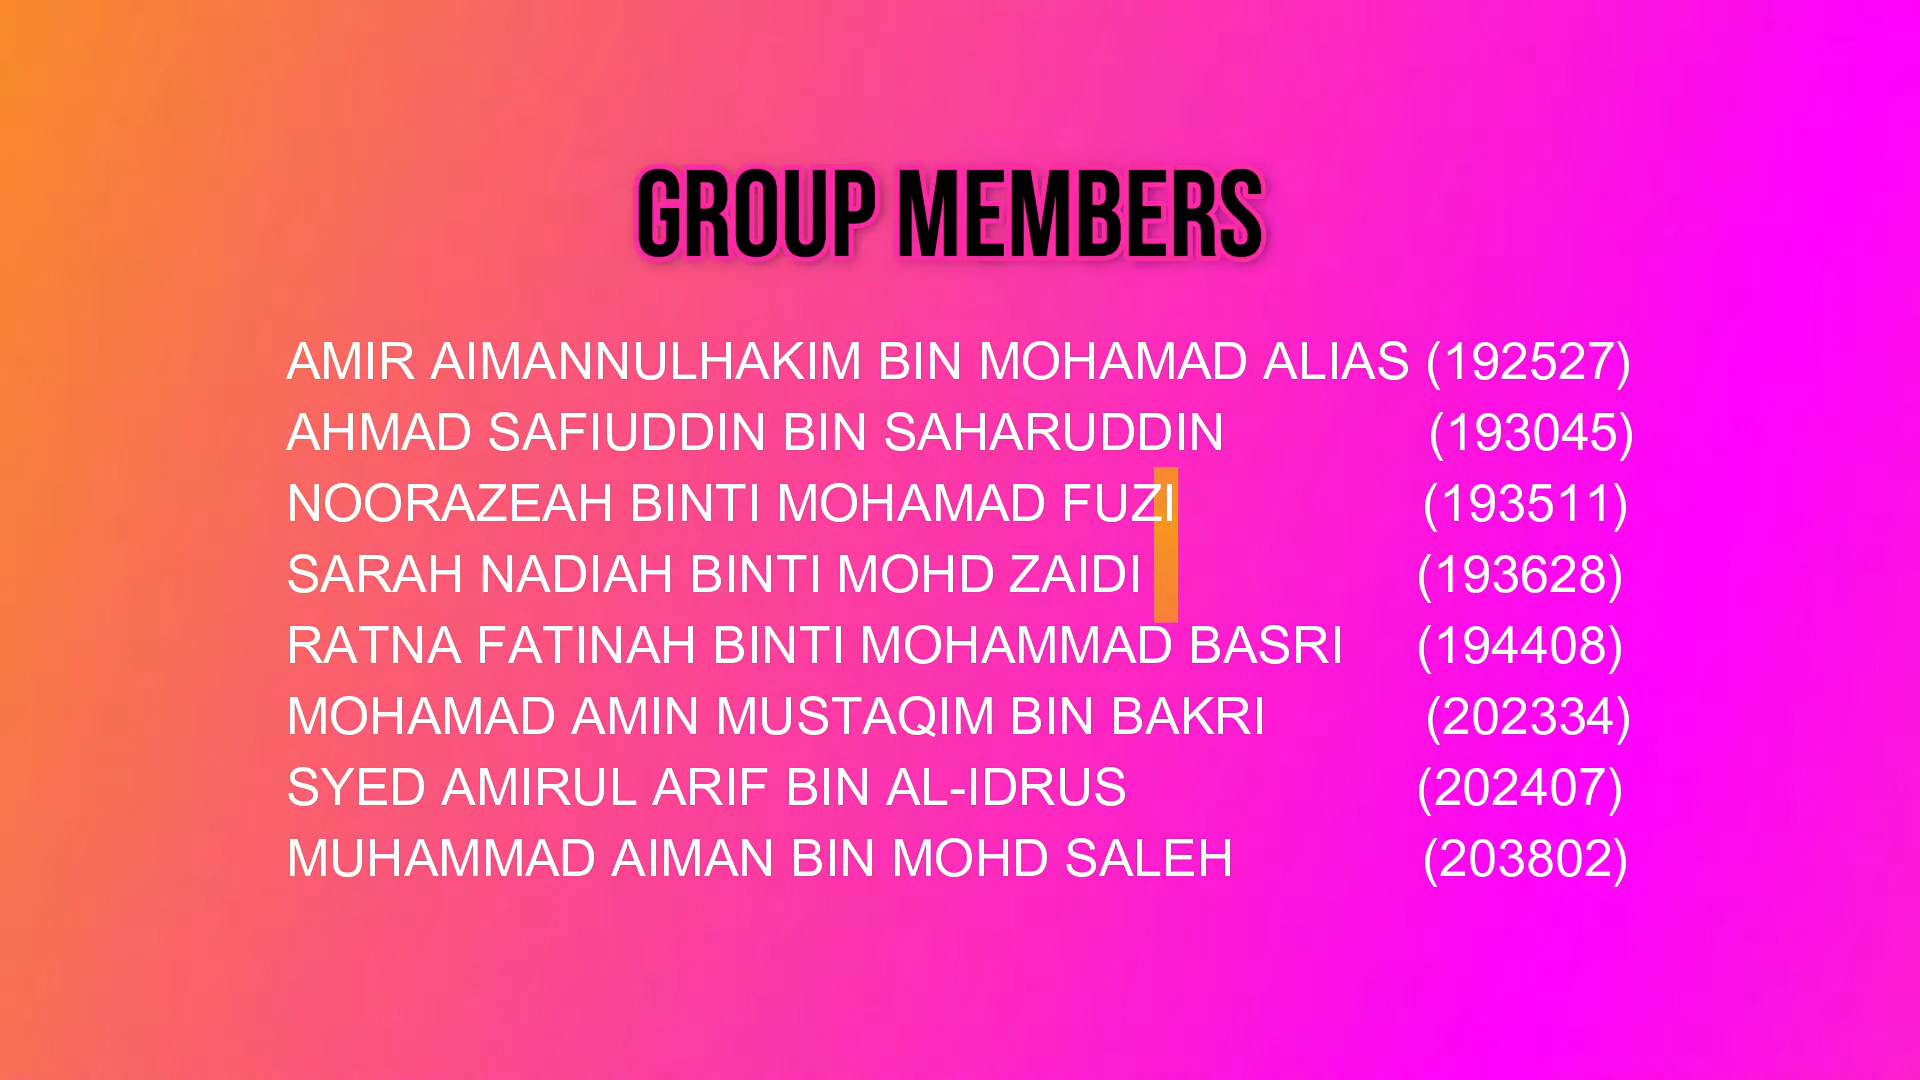 GROUP MEMBERS
AMIR AIMANNULHAKIM BIN MOHAMAD ALIAS (192527)
AHMAD SAFIUDDIN BIN SAHARUDDIN (193045)
NOORAZEAH BINTI MOHAMAD FUZI (193511)
SARAH NADIAH BINTI MOHD ZAIDI (193628)
RATNA FATINAH BINTI MOHAMMAD BASRI (194408)
MOHAMAD AMIN MUSTAQIM BIN BAKRI (202334)
SYED AMIRUL ARIF BIN AL-IDRUS (202407)
MUHAMMAD AIMAN BIN MOHD SALEH (203802)